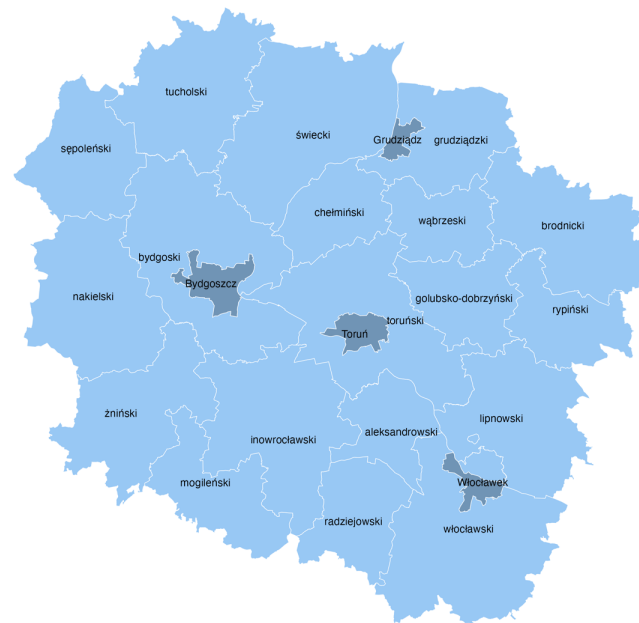 tucholski
świecki
Grudziądz
grudziądzki
sępoleński
chełmiński
wąbrzeski
brodnicki
bydgoski
Bydgoszcz
nakielski
golubsko-dobrzyński
rypiński
toruński
Toruń
żniński
lipnowski
aleksandrowski
inowrocławski
mogileński
Włocławek
radziejowski
włocławski